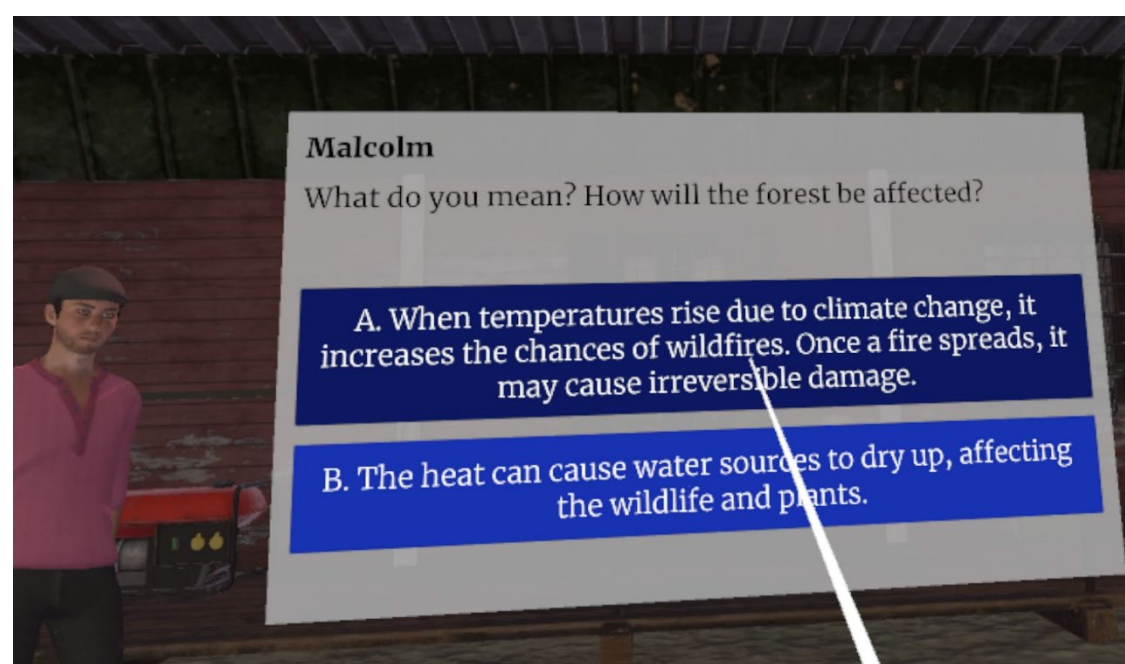 Malcolm
What do you mean? How will the forest be affected?
A. When temperatures rise due to climate change, it
increases the chances of wildfires. Once a fire spreads, it
may cause irreversible damage.
B. The heat can cause water sources to dry up, affecting
the wildlife and plants.